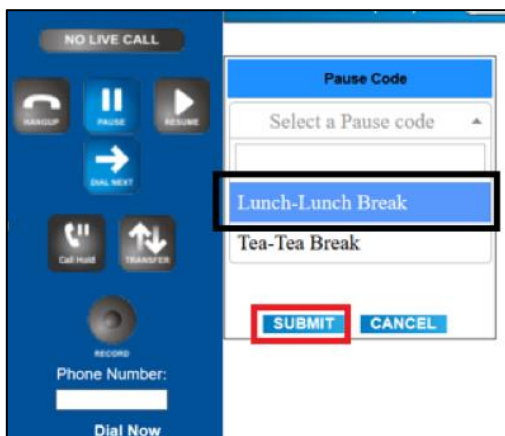 NO LIVE CALL
HANGUP
PAUSE
RESUME
DIAL NEXT
Call Hold
TRANSFER
RECORD
Phone Number:
Dial Now
Pause Code
Select a Pause code
Lunch-Lunch Break
Tea-Tea Break
SUBMIT
CANCEL